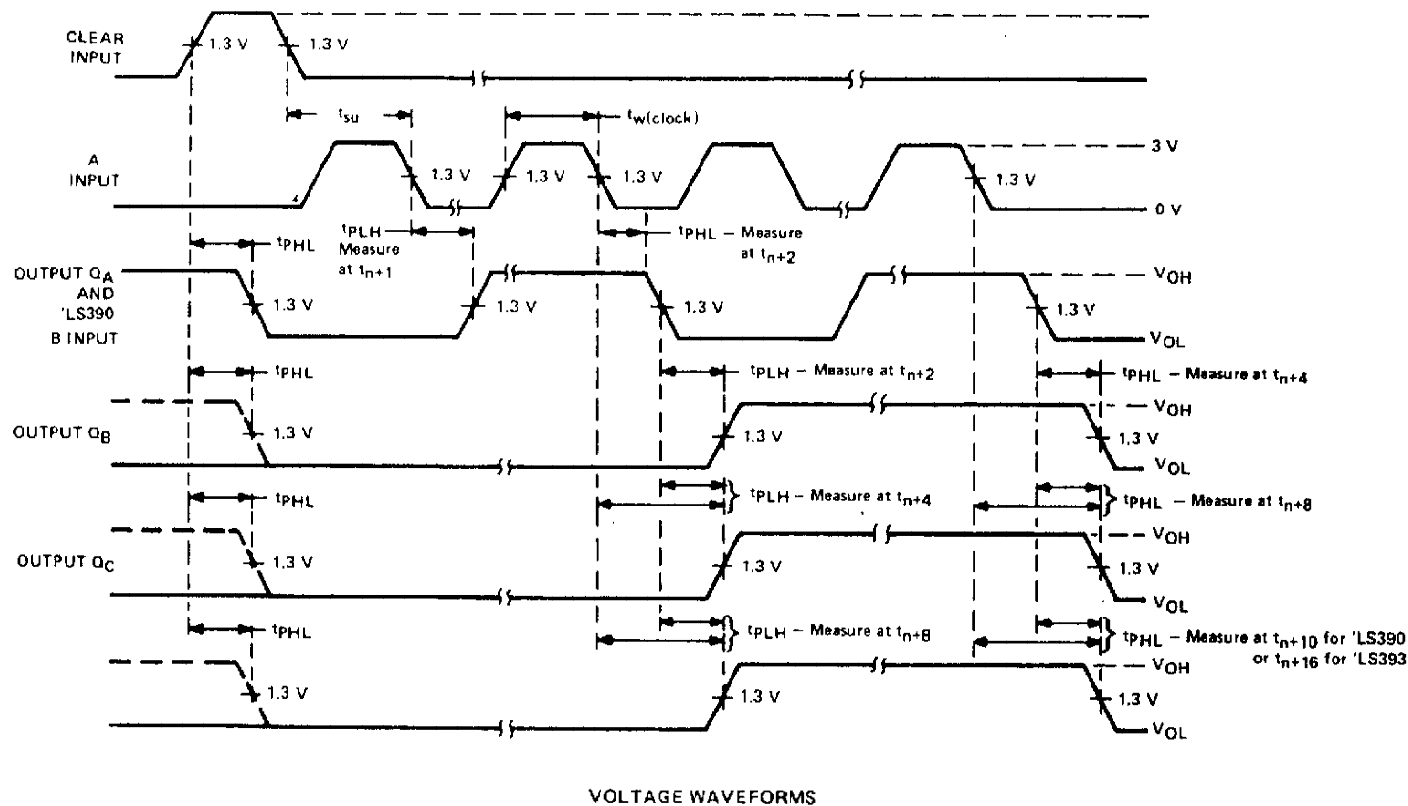 CLEAR
INPUT
1.3 V
1.3 V
tsu
tw(clock)
A
INPUT
1.3 V
1.3 V
1.3 V
1.3 V
3 V
0 V
tPHL
tPLH
Measure
at tn+1
tPHL – Measure
at tn+2
OUTPUT QA
AND
'LS390
B INPUT
1.3 V
1.3 V
1.3 V
1.3 V
VOH
VOL
tPHL
tPLH – Measure at tn+2
tPHL – Measure at tn+4
OUTPUT QB
1.3 V
1.3 V
1.3 V
VOH
VOL
tPHL
tPLH – Measure at tn+4
tPHL – Measure at tn+8
OUTPUT QC
1.3 V
1.3 V
1.3 V
VOH
VOL
tPHL
tPLH – Measure at tn+8
tPHL – Measure at tn+10 for 'LS390
or tn+16 for 'LS393
1.3 V
1.3 V
1.3 V
VOH
VOL
VOLTAGE WAVEFORMS